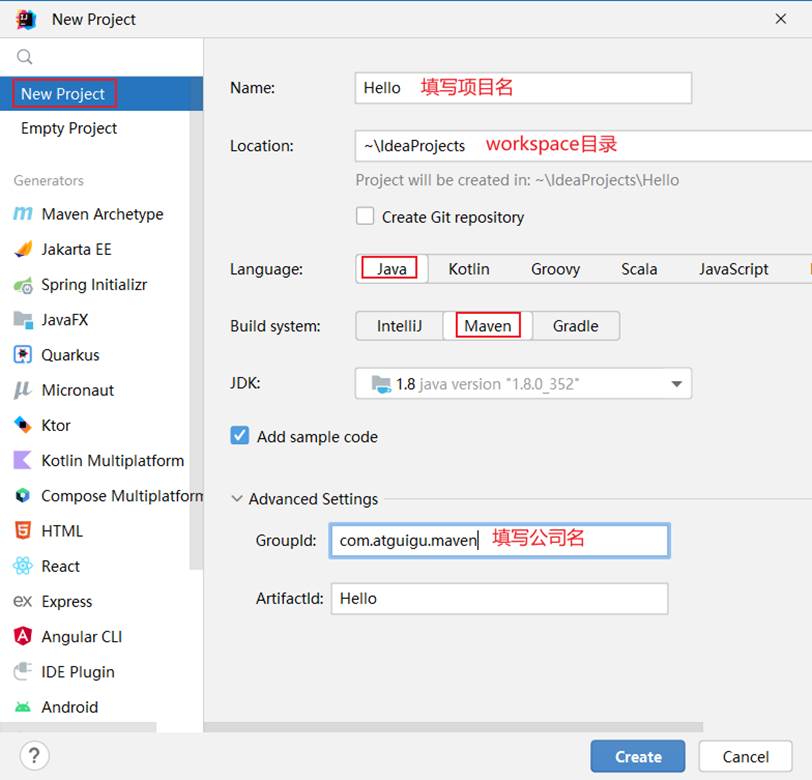 New Project
New Project
Empty Project
Generators
Maven Archetype
Jakarta EE
Spring Initializr
JavaFX
Quarkus
Micronaut
Ktor
Kotlin Multiplatform
Compose Multiplatform
HTML
React
Express
Angular CLI
IDE Plugin
Android
Name: Hello 填写项目名
Location: ~\IdeaProjects workspace目录
Project will be created in: ~\IdeaProjects\Hello
Create Git repository
Language: Java Kotlin Groovy Scala JavaScript
Build system: IntelliJ Maven Gradle
JDK: 1.8 java version "1.8.0_352"
Add sample code
Advanced Settings
GroupId: com.atguigu.maven 填写公司名
ArtifactId: Hello
? Create Cancel